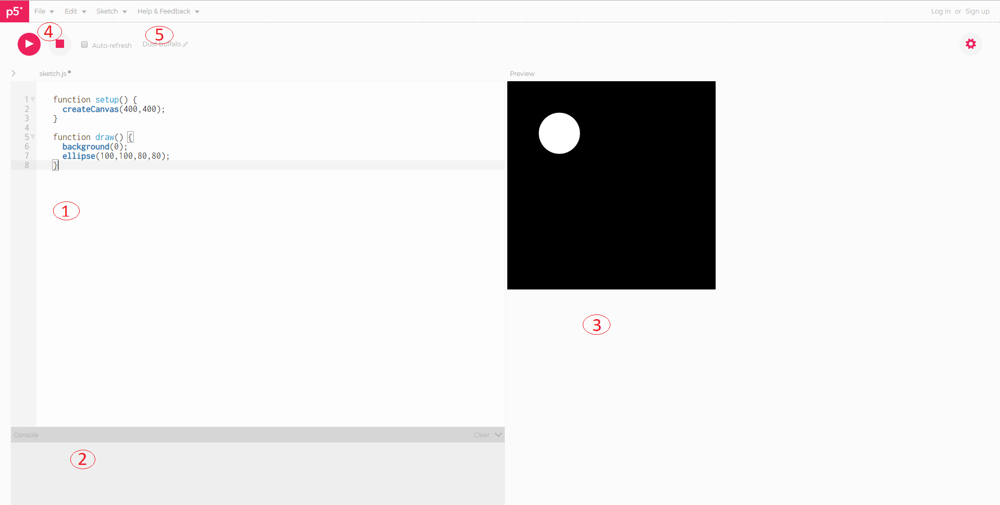 p5* File Edit Sketch Help & Feedback Log in or Sign up
4 5
Auto-refresh Dust buffalo
sketch.js Preview
1 function setup() {
2 createCanvas(400,400);
3 }
4
5 function draw() {
6 background(0);
7 ellipse(100,100,80,80);
8 }
1
3
Console Clear
2